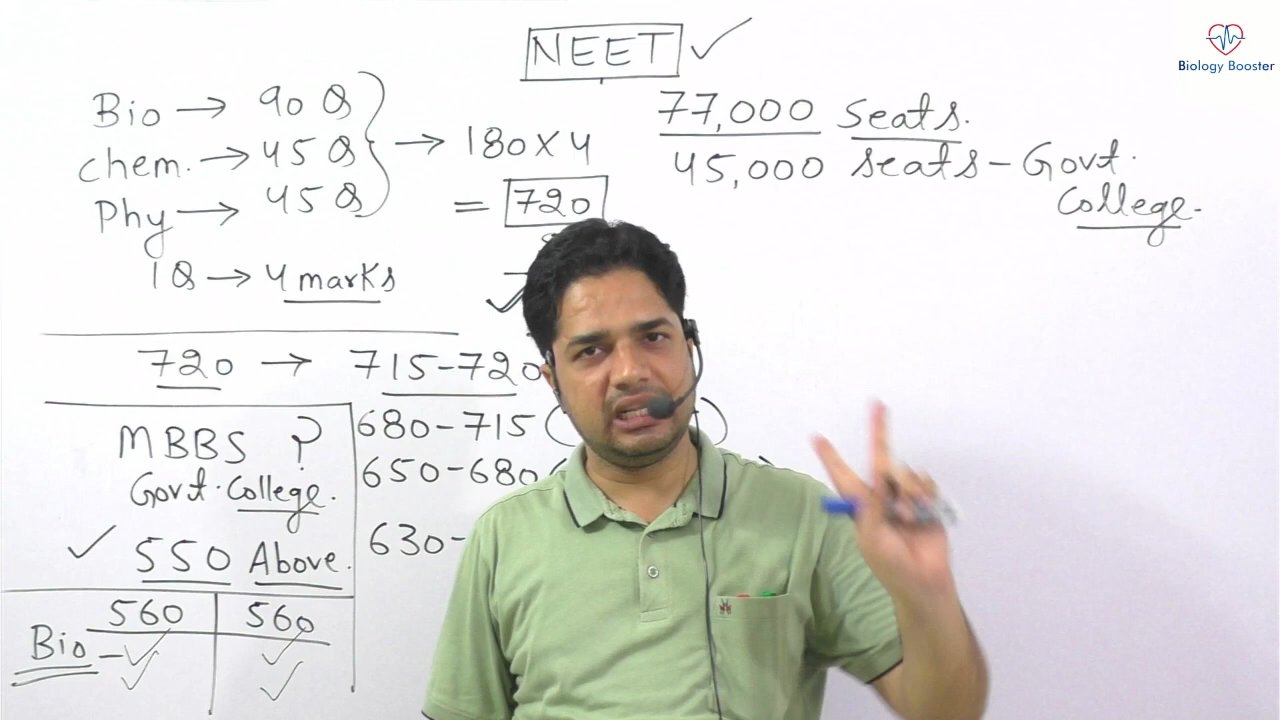 NEET ✓
Biology Booster
Bio → 90 Q
Chem. → 45 Q
Phy → 45 Q
→ 180 X 4
= 720
1 Q → 4 marks
77,000 Seats.
45,000 seats - Govt.
College.
720 → 715-720
MBBS ?
Govt. College.
✓ 550 Above.
680-715 ( )
650-680 (
630-
560 560
Bio - ✓ ✓
✓ ✓